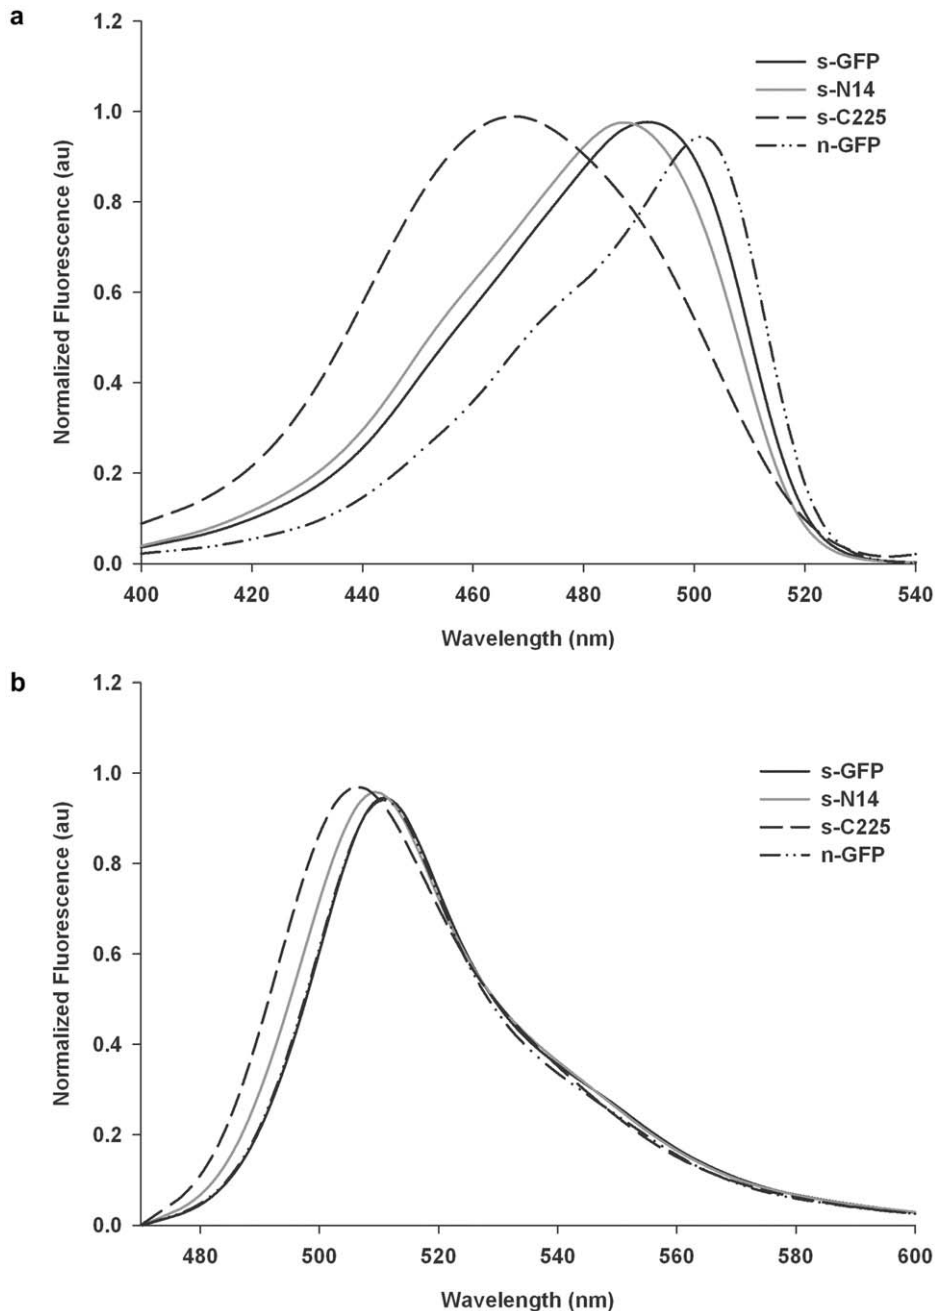 a
1.2
1.0
0.8
0.6
0.4
0.2
0.0
Normalized Fluorescence (au)
s-GFP
s-N14
s-C225
n-GFP
400 420 440 460 480 500 520 540
Wavelength (nm)
b
1.2
1.0
0.8
0.6
0.4
0.2
0.0
Normalized Fluorescence (au)
s-GFP
s-N14
s-C225
n-GFP
480 500 520 540 560 580 600
Wavelength (nm)